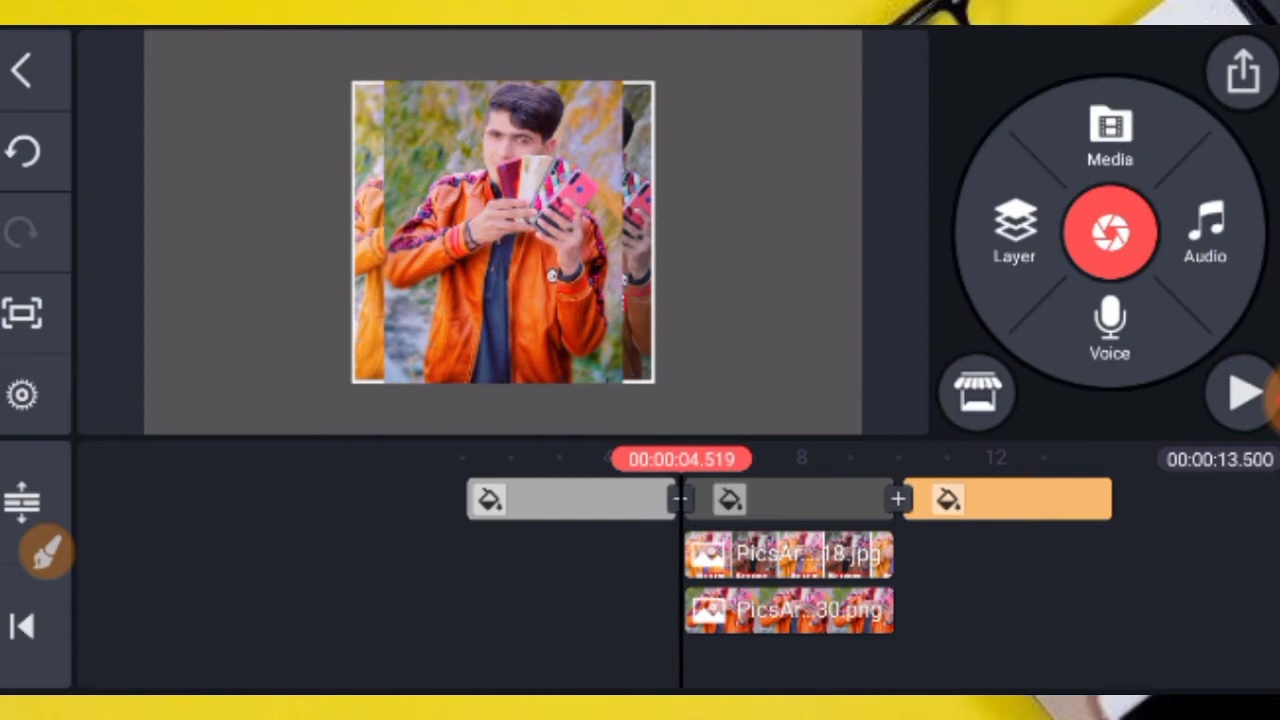 Media
Layer
Audio
Voice
4
00:00:04.519
8
12
00:00:13.500
PicsAr...18.jpg
PicsAr...30.png